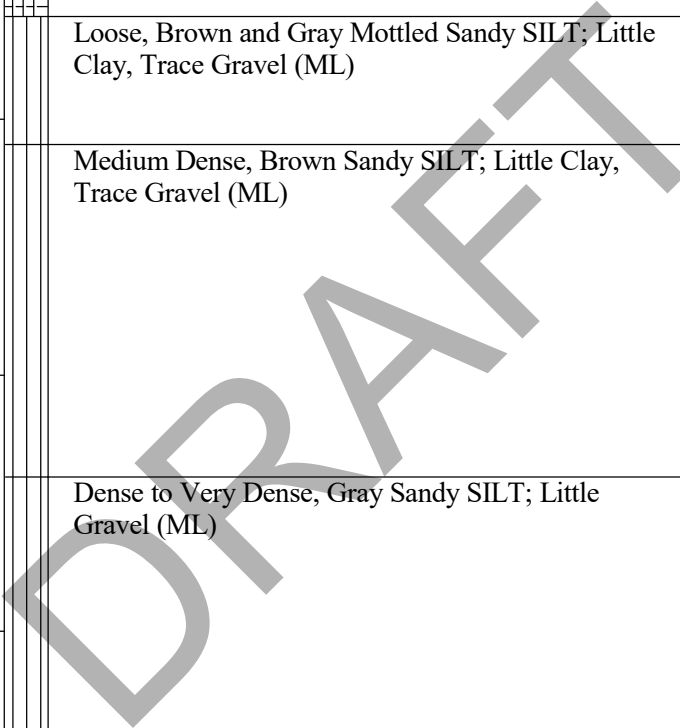 Loose, Brown and Gray Mottled Sandy SILT; Little
Clay, Trace Gravel (ML)
Medium Dense, Brown Sandy SILT; Little Clay,
Trace Gravel (ML)
Dense to Very Dense, Gray Sandy SILT; Little
Gravel (ML)
DRAFT